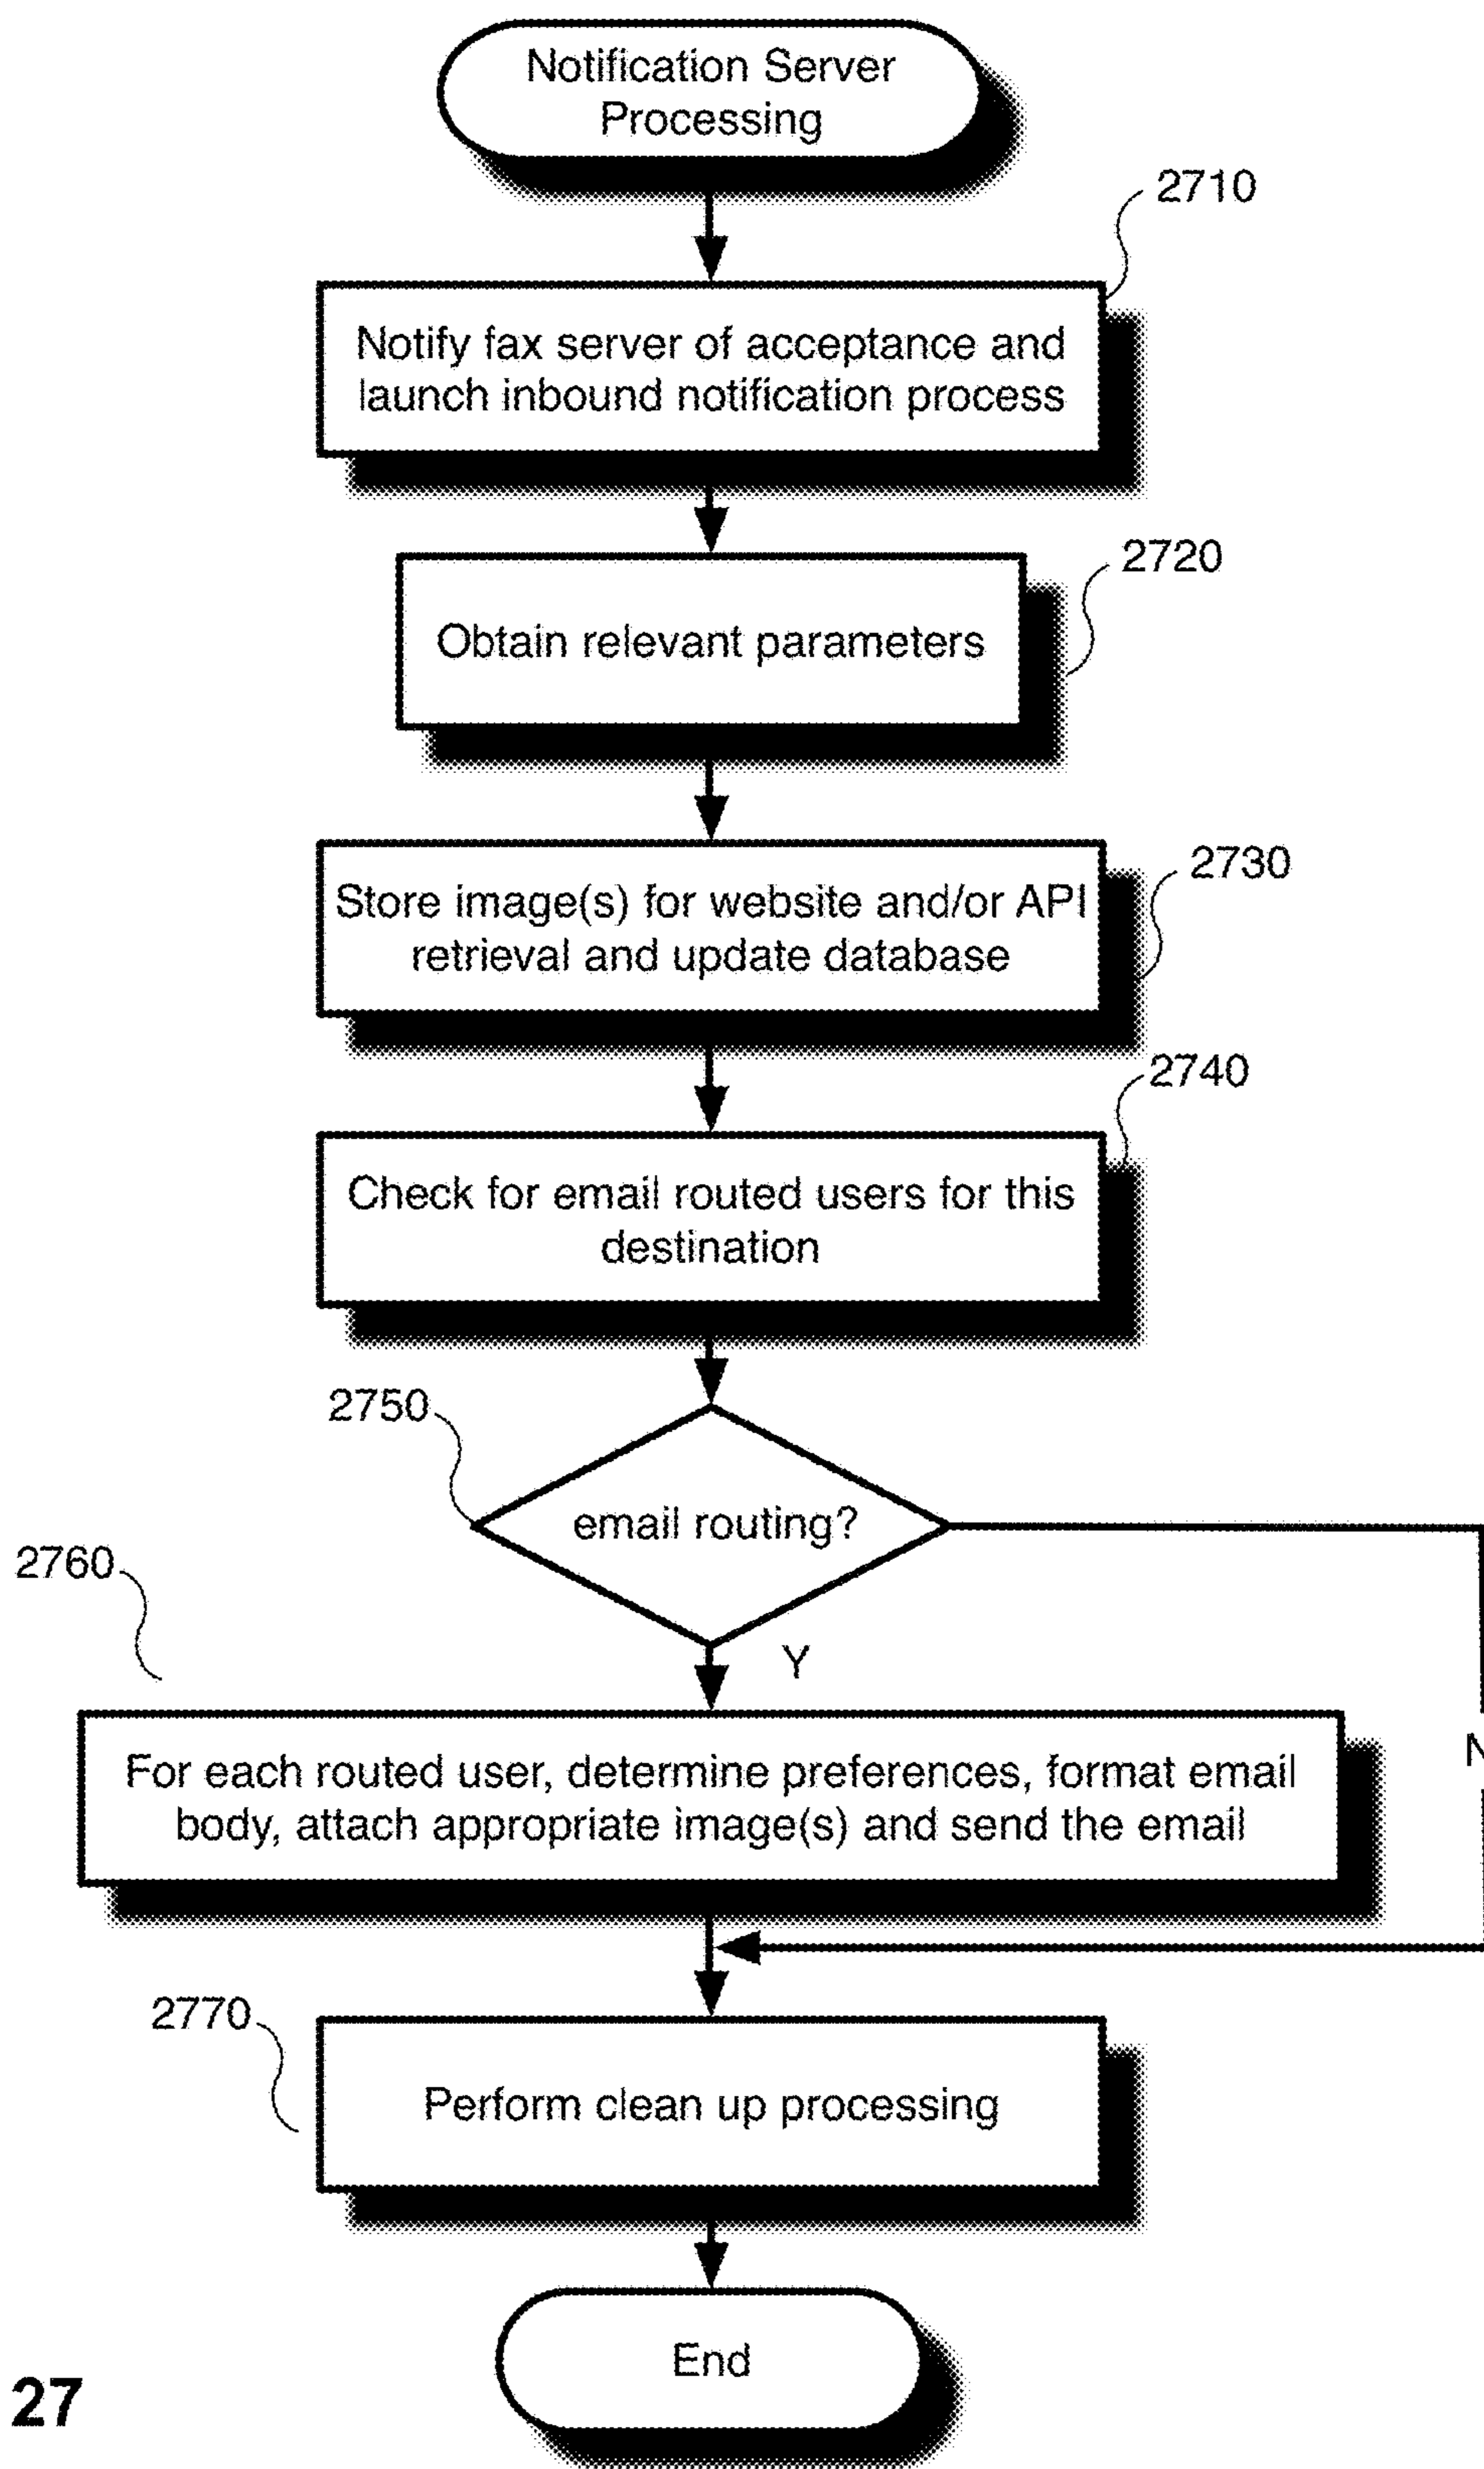 Notification Server
Processing
2710
Notify fax server of acceptance and
launch inbound notification process
2720
Obtain relevant parameters
2730
Store image(s) for website and/or API
retrieval and update database
2740
Check for email routed users for this
destination
2750
email routing?
2760
Y
N
For each routed user, determine preferences, format email
body, attach appropriate image(s) and send the email
2770
Perform clean up processing
End
27